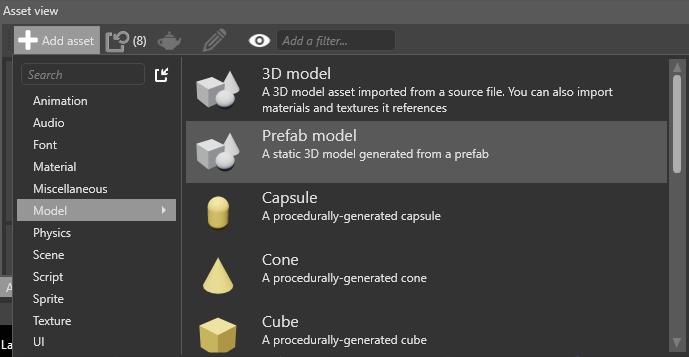 Asset view
Add asset
(8)
Add a filter...
Search
Animation
Audio
Font
Material
Miscellaneous
Model
Physics
Scene
Script
Sprite
Texture
UI
3D model
A 3D model asset imported from a source file. You can also import
materials and textures it references
Prefab model
A static 3D model generated from a prefab
Capsule
A procedurally-generated capsule
Cone
A procedurally-generated cone
Cube
A procedurally-generated cube
A
La